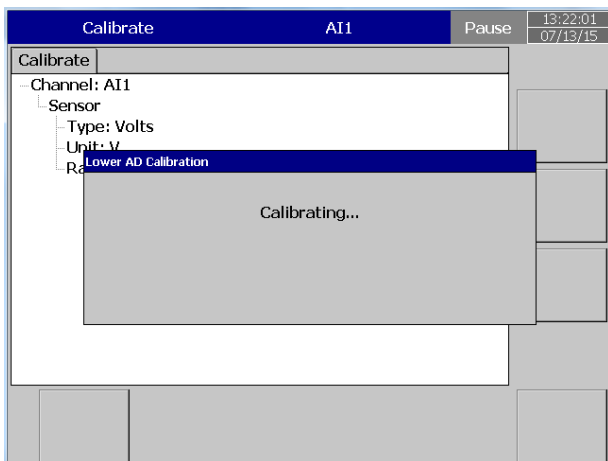 Calibrate AI1 Pause 13:22:01
07/13/15
Calibrate
Channel: AI1
Sensor
Type: Volts
Unit: V
Ra
Lower AD Calibration
Calibrating...